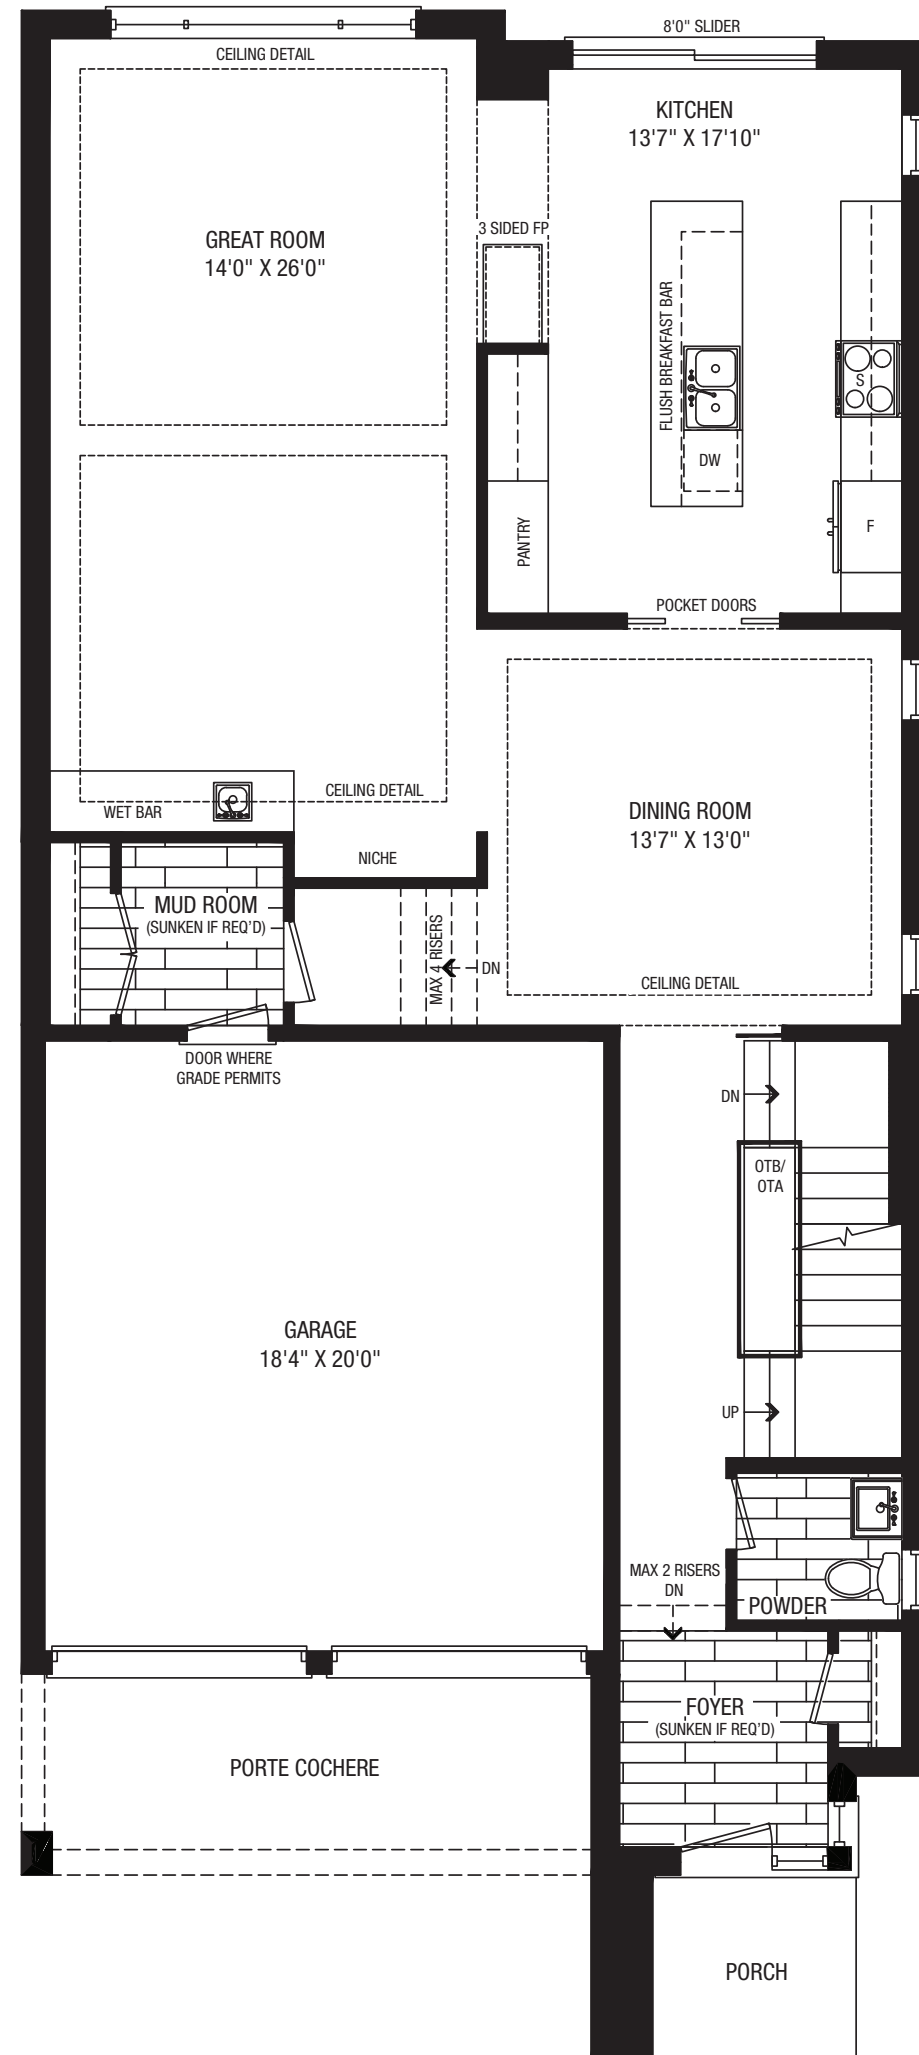 CEILING DETAIL
8'0" SLIDER
KITCHEN
13'7" X 17'10"
3 SIDED FP
GREAT ROOM
14'0" X 26'0"
FLUSH BREAKFAST BAR
S
DW
PANTRY
F
POCKET DOORS
CEILING DETAIL
WET BAR
DINING ROOM
13'7" X 13'0"
NICHE
MUD ROOM
(SUNKEN IF REQ'D)
MAX 4 RISERS
DN
CEILING DETAIL
DOOR WHERE
GRADE PERMITS
DN
OTB/
OTA
GARAGE
18'4" X 20'0"
UP
MAX 2 RISERS
DN
POWDER
FOYER
(SUNKEN IF REQ'D)
PORTE COCHERE
PORCH